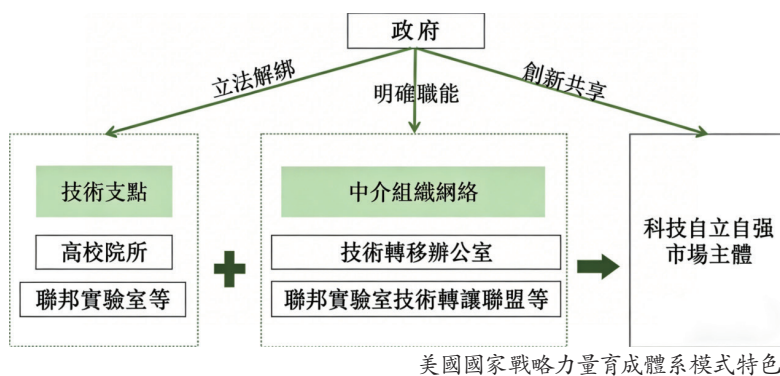 政府
立法解綁
明確職能
創新共享
技術支點
高校院所
聯邦實驗室等
中介組織網絡
技術轉移辦公室
聯邦實驗室技術轉讓聯盟等
科技自立自强
市場主體
美國國家戰略力量育成體系模式特色